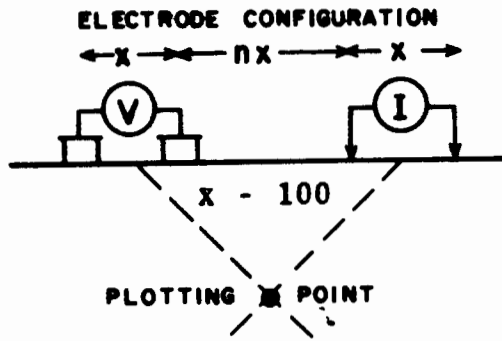 ELECTRODE CONFIGURATION
x nx x
V I
x - 100
PLOTTING POINT